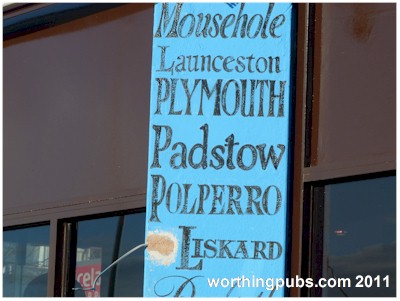 Mousehole
Launceston
PLYMOUTH
Padstow
POLPERRO
LISKARD
worthingpubs.com 2011